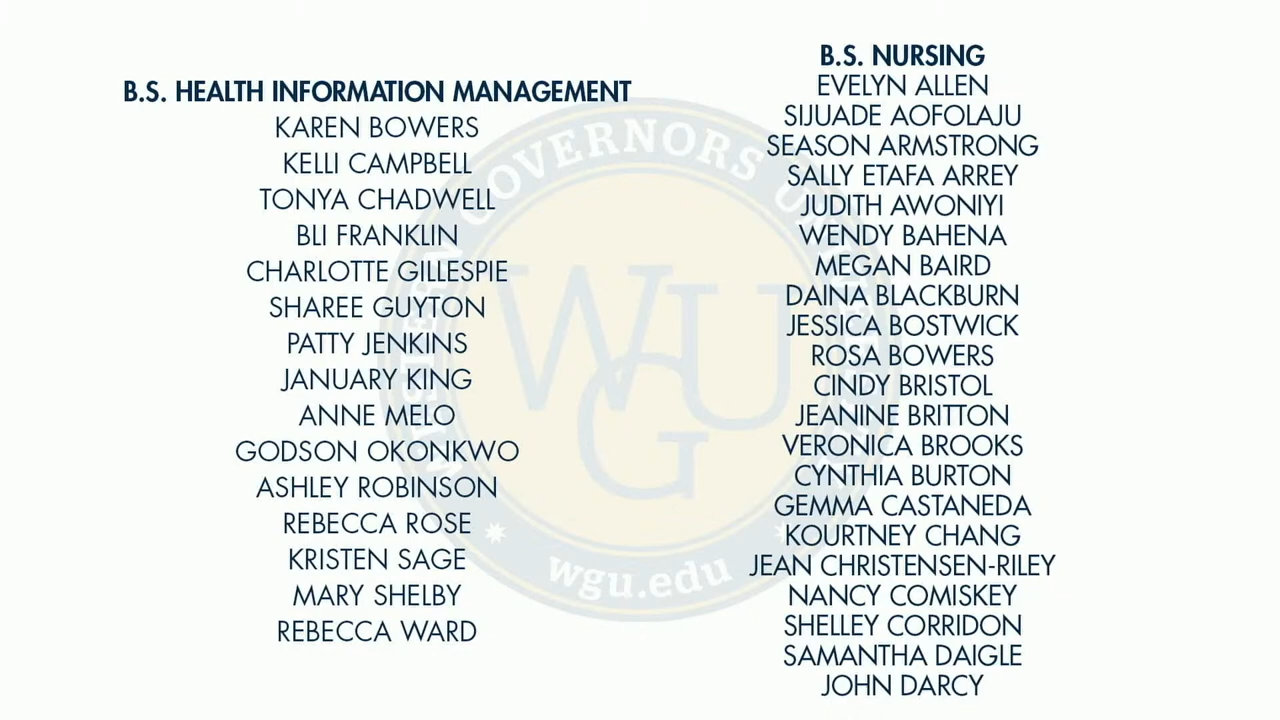 B.S. HEALTH INFORMATION MANAGEMENT
KAREN BOWERS
KELLI CAMPBELL
TONYA CHADWELL
BLI FRANKLIN
CHARLOTTE GILLESPIE
SHAREE GUYTON
PATTY JENKINS
JANUARY KING
ANNE MELO
GODSON OKONKWO
ASHLEY ROBINSON
REBECCA ROSE
KRISTEN SAGE
MARY SHELBY
REBECCA WARD
B.S. NURSING
EVELYN ALLEN
SIJUADE AOFOLAJU
SEASON ARMSTRONG
SALLY ETAFA ARREY
JUDITH AWONIYI
WENDY BAHENA
MEGAN BAIRD
DAINA BLACKBURN
JESSICA BOSTWICK
ROSA BOWERS
CINDY BRISTOL
JEANINE BRITTON
VERONICA BROOKS
CYNTHIA BURTON
GEMMA CASTANEDA
KOURTNEY CHANG
JEAN CHRISTENSEN-RILEY
NANCY COMISKEY
SHELLEY CORRIDON
SAMANTHA DAIGLE
JOHN DARCY
WESTERN GOVERNORS
WGU
wgu.edu